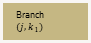 Branch
(j, k₁)